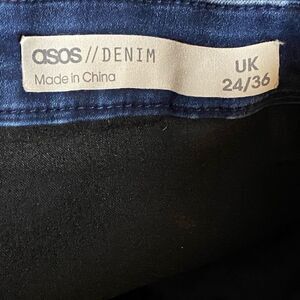 asos//DENIM
Made in China
UK
24/36